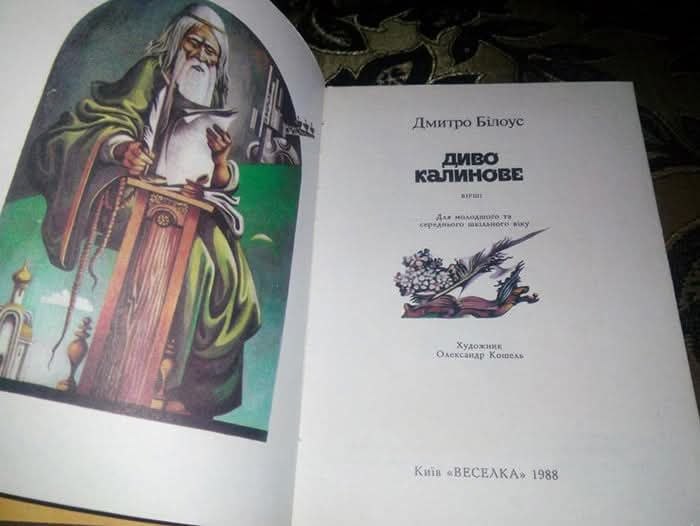 Дмитро Білоус
ДИВО
КАЛИНОВЕ
ВІРШІ
Для молодшого та
середнього шкільного віку
Художник
Олександр Кошель
Київ «ВЕСЕЛКА» 1988